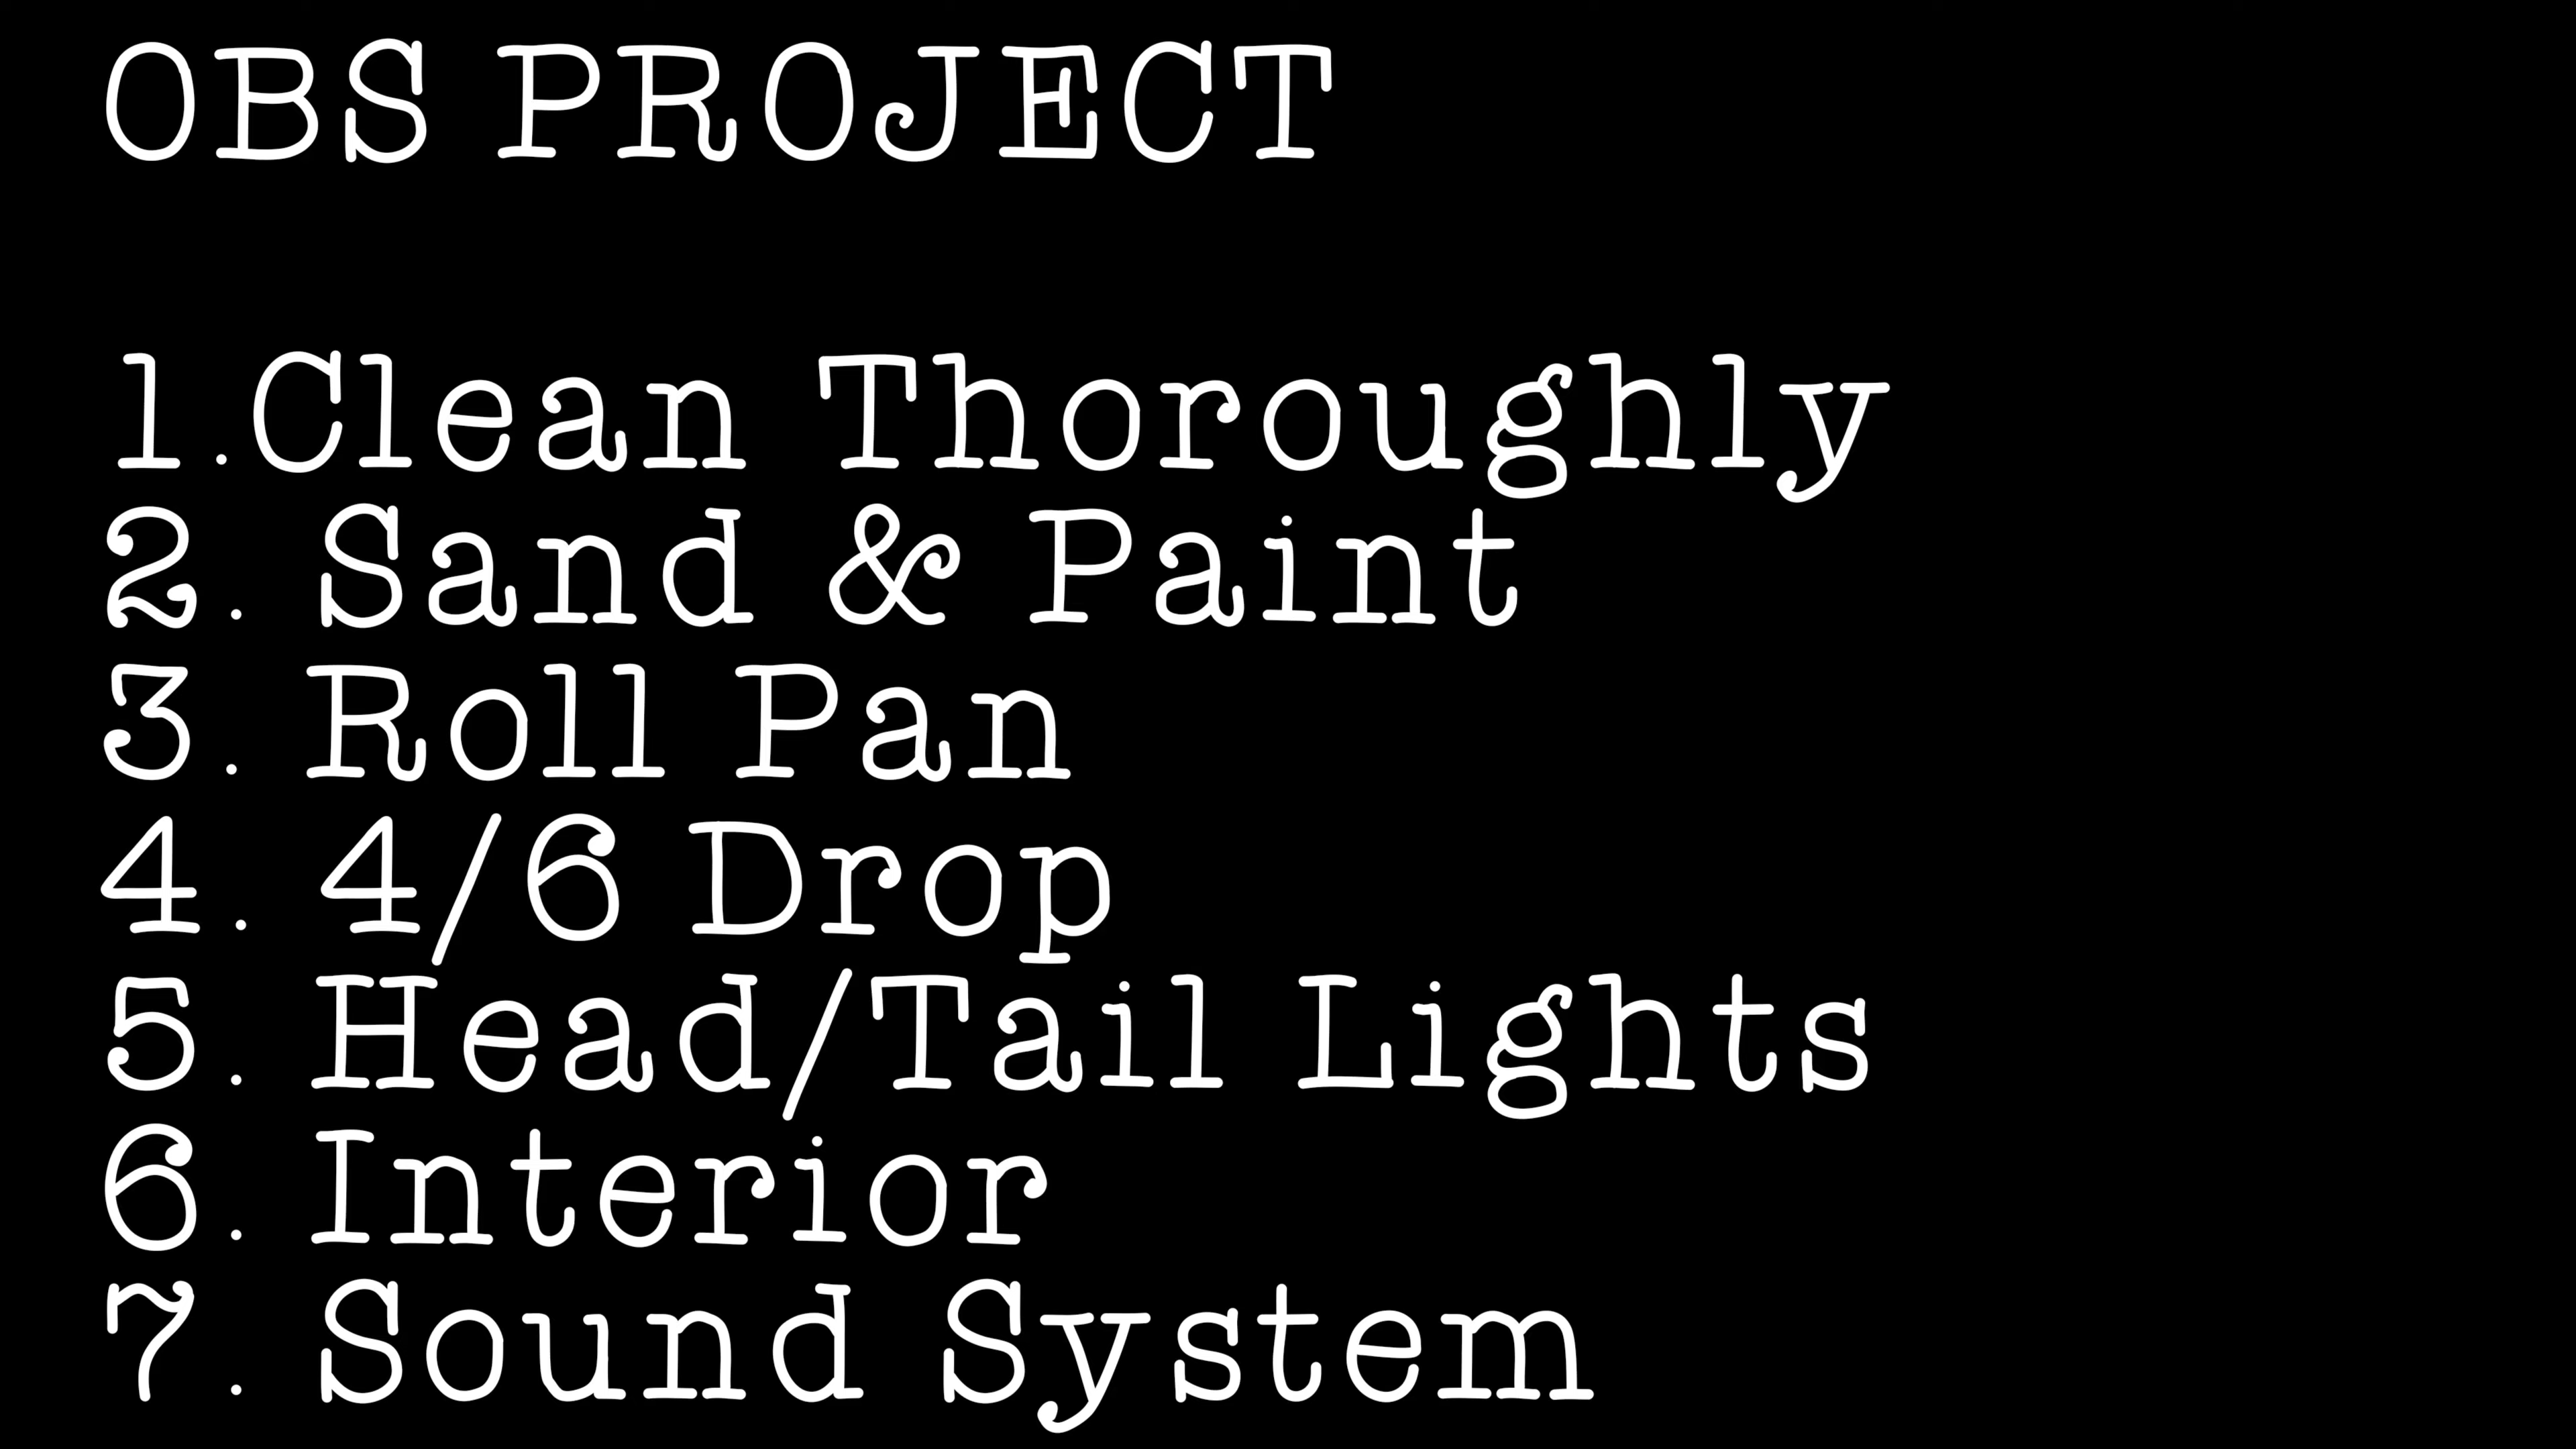 OBS PROJECT
1.Clean Thoroughly
2. Sand & Paint
3. Roll Pan
4. 4/6 Drop
5. Head/Tail Lights
6. Interior
7. Sound System